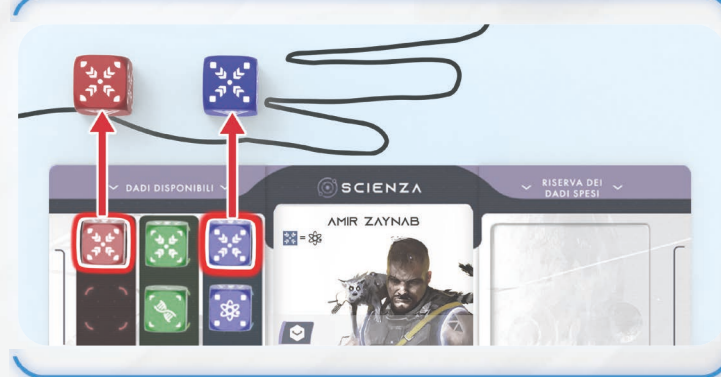 DADI DISPONIBILI
SCIENZA
RISERVA DEI
DADI SPESI
AMIR ZAYNAB
=